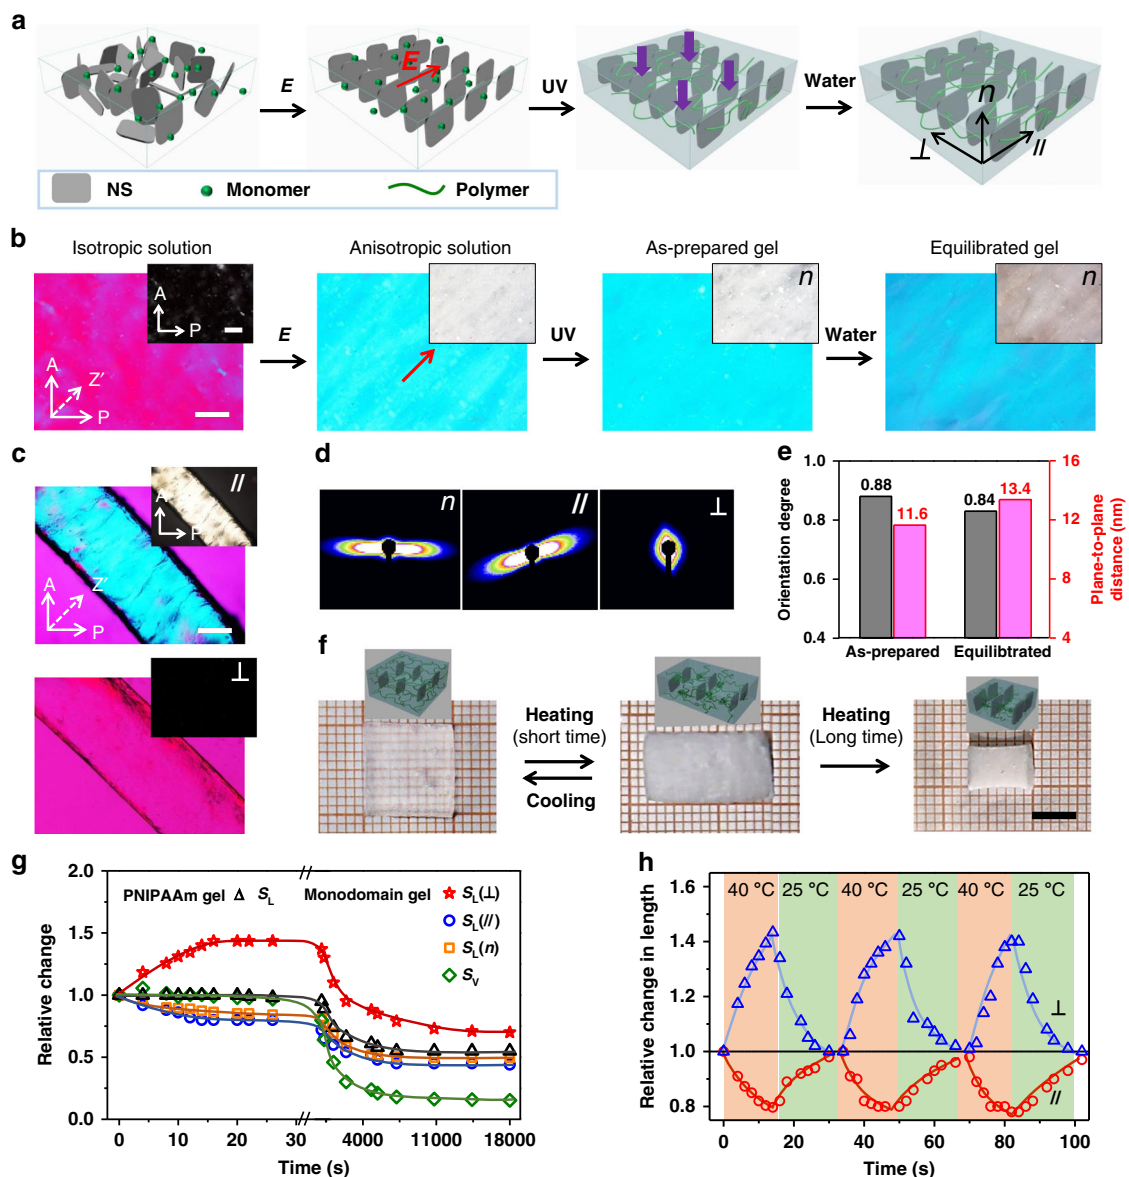 a
E
E
UV
Water
n
⊥
//
NS
Monomer
Polymer
b
Isotropic solution
Anisotropic solution
As-prepared gel
Equilibrated gel
A
P
A
Z′
P
E
UV
n
Water
n
c
A
//
P
A
Z′
P
⊥
d
n
//
⊥
e
Orientation degree
1.0
0.8
0.6
0.4
0.88
11.6
0.84
13.4
16
12
8
4
Plane-to-plane
distance (nm)
As-prepared
Equilibtrated
f
Heating
(short time)
Cooling
Heating
(Long time)
g
Relative change
2.0
1.5
1.0
0.5
0.0
PNIPAAm gel
S_L
Monodomain gel
S_L(⊥)
S_L(//)
S_L(n)
S_V
0
10
20
30
4000
11000
18000
Time (s)
h
Relative change in length
1.6
1.4
1.2
1.0
0.8
40 °C
25 °C
40 °C
25 °C
40 °C
25 °C
⊥
//
0
20
40
60
80
100
Time (s)